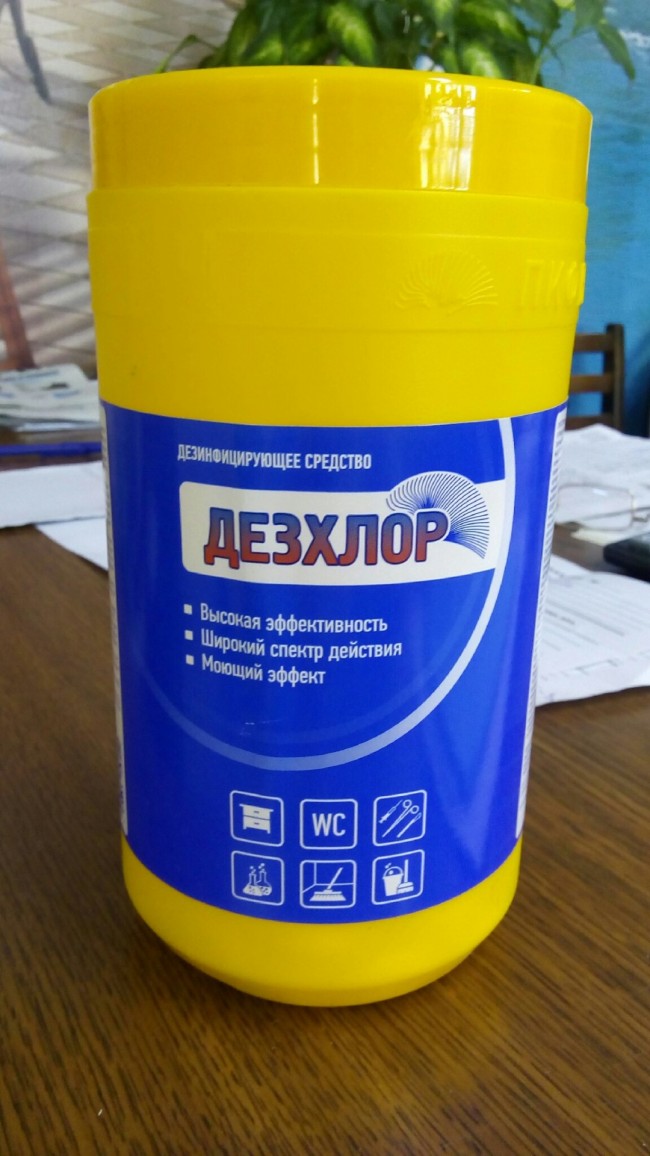 ДЕЗИНФИЦИРУЮЩЕЕ СРЕДСТВО
ДЕЗХЛОР
▪ Высокая эффективность
▪ Широкий спектр действия
▪ Моющий эффект
WC